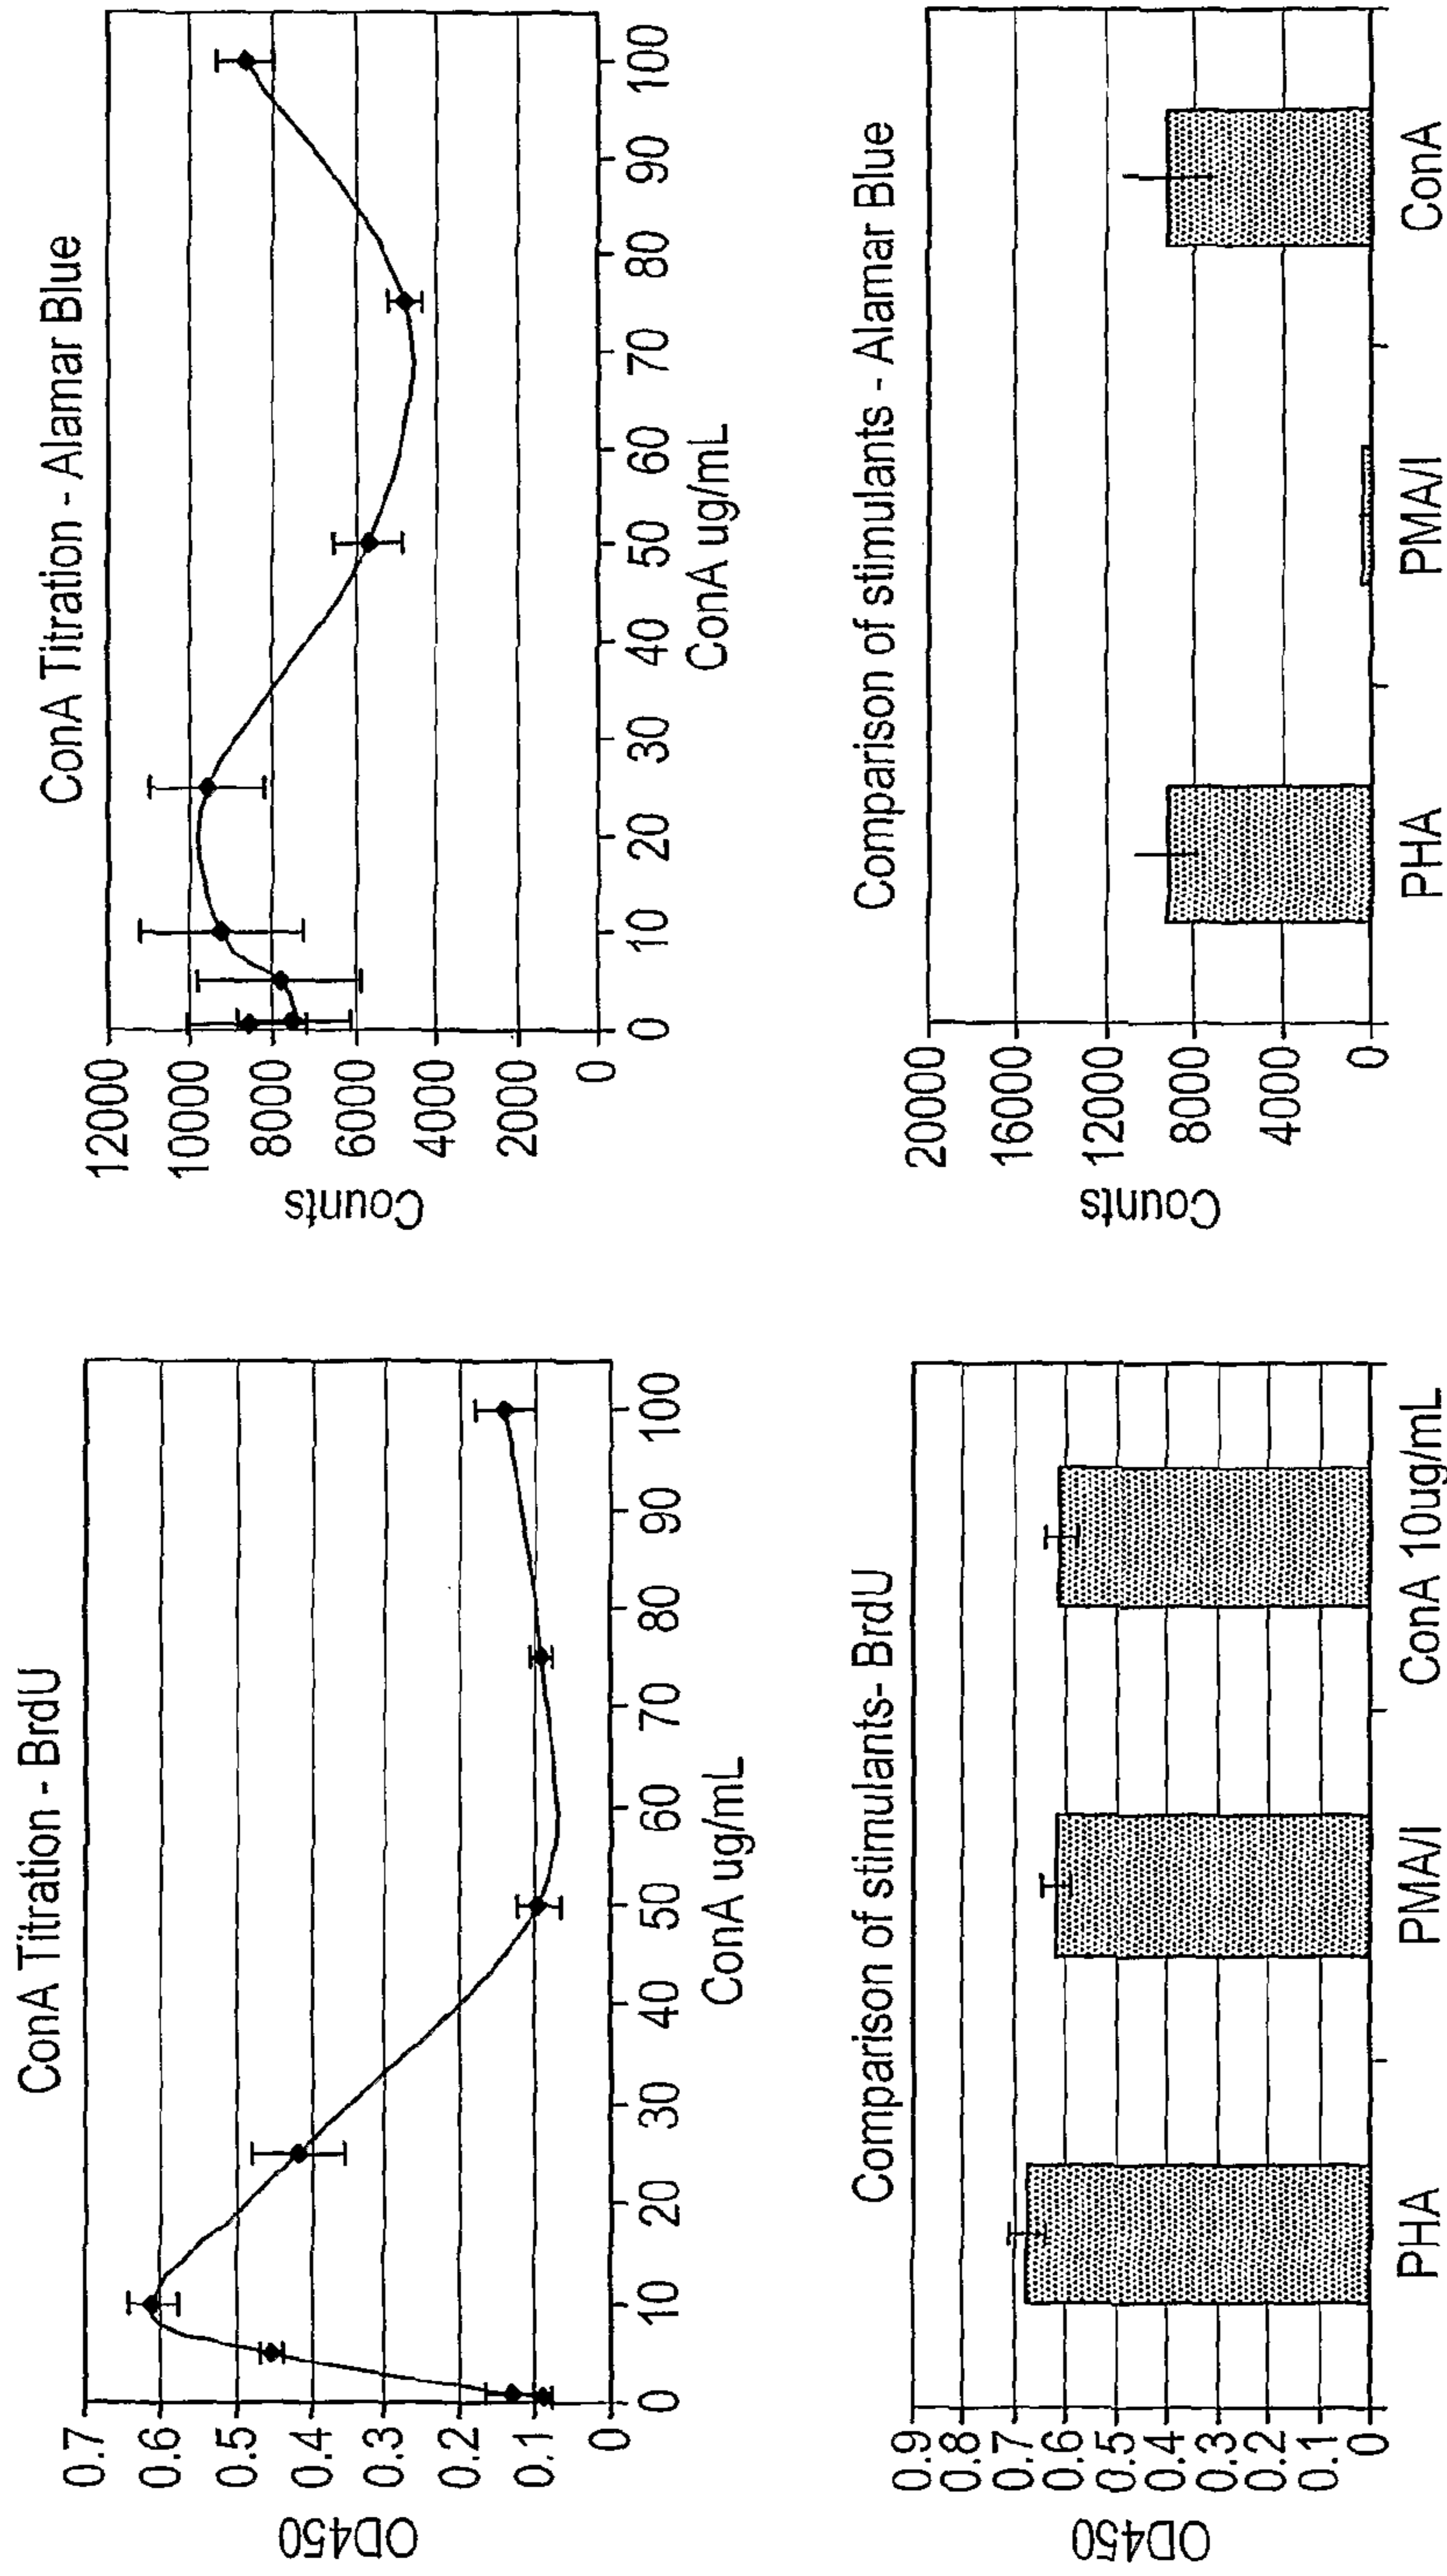 ConA Titration - BrdU
OD450
0.7
0.6
0.5
0.4
0.3
0.2
0.1
0
0 10 20 30 40 50 60 70 80 90 100
ConA ug/mL
ConA Titration - Alamar Blue
Counts
12000
10000
8000
6000
4000
2000
0
0 10 20 30 40 50 60 70 80 90 100
ConA ug/mL
Comparison of stimulants- BrdU
OD450
0.9
0.8
0.7
0.6
0.5
0.4
0.3
0.2
0.1
0
PHA PMA/I ConA 10ug/mL
Comparison of stimulants - Alamar Blue
Counts
20000
16000
12000
8000
4000
0
PHA PMA/I ConA